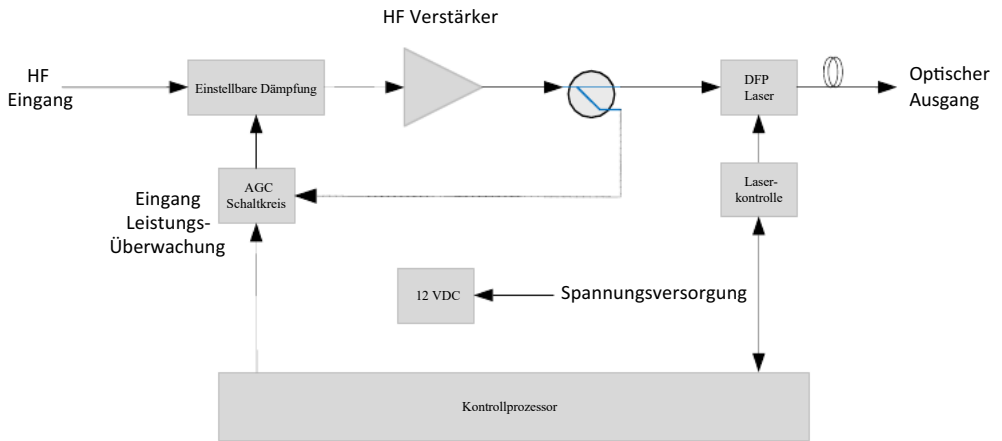 HF Verstärker
HF
Eingang
Einstellbare Dämpfung
DFP
Laser
Optischer
Ausgang
AGC
Schaltkreis
Eingang
Leistungs-
Überwachung
Laser-
kontrolle
12 VDC
Spannungsversorgung
Kontrollprozessor